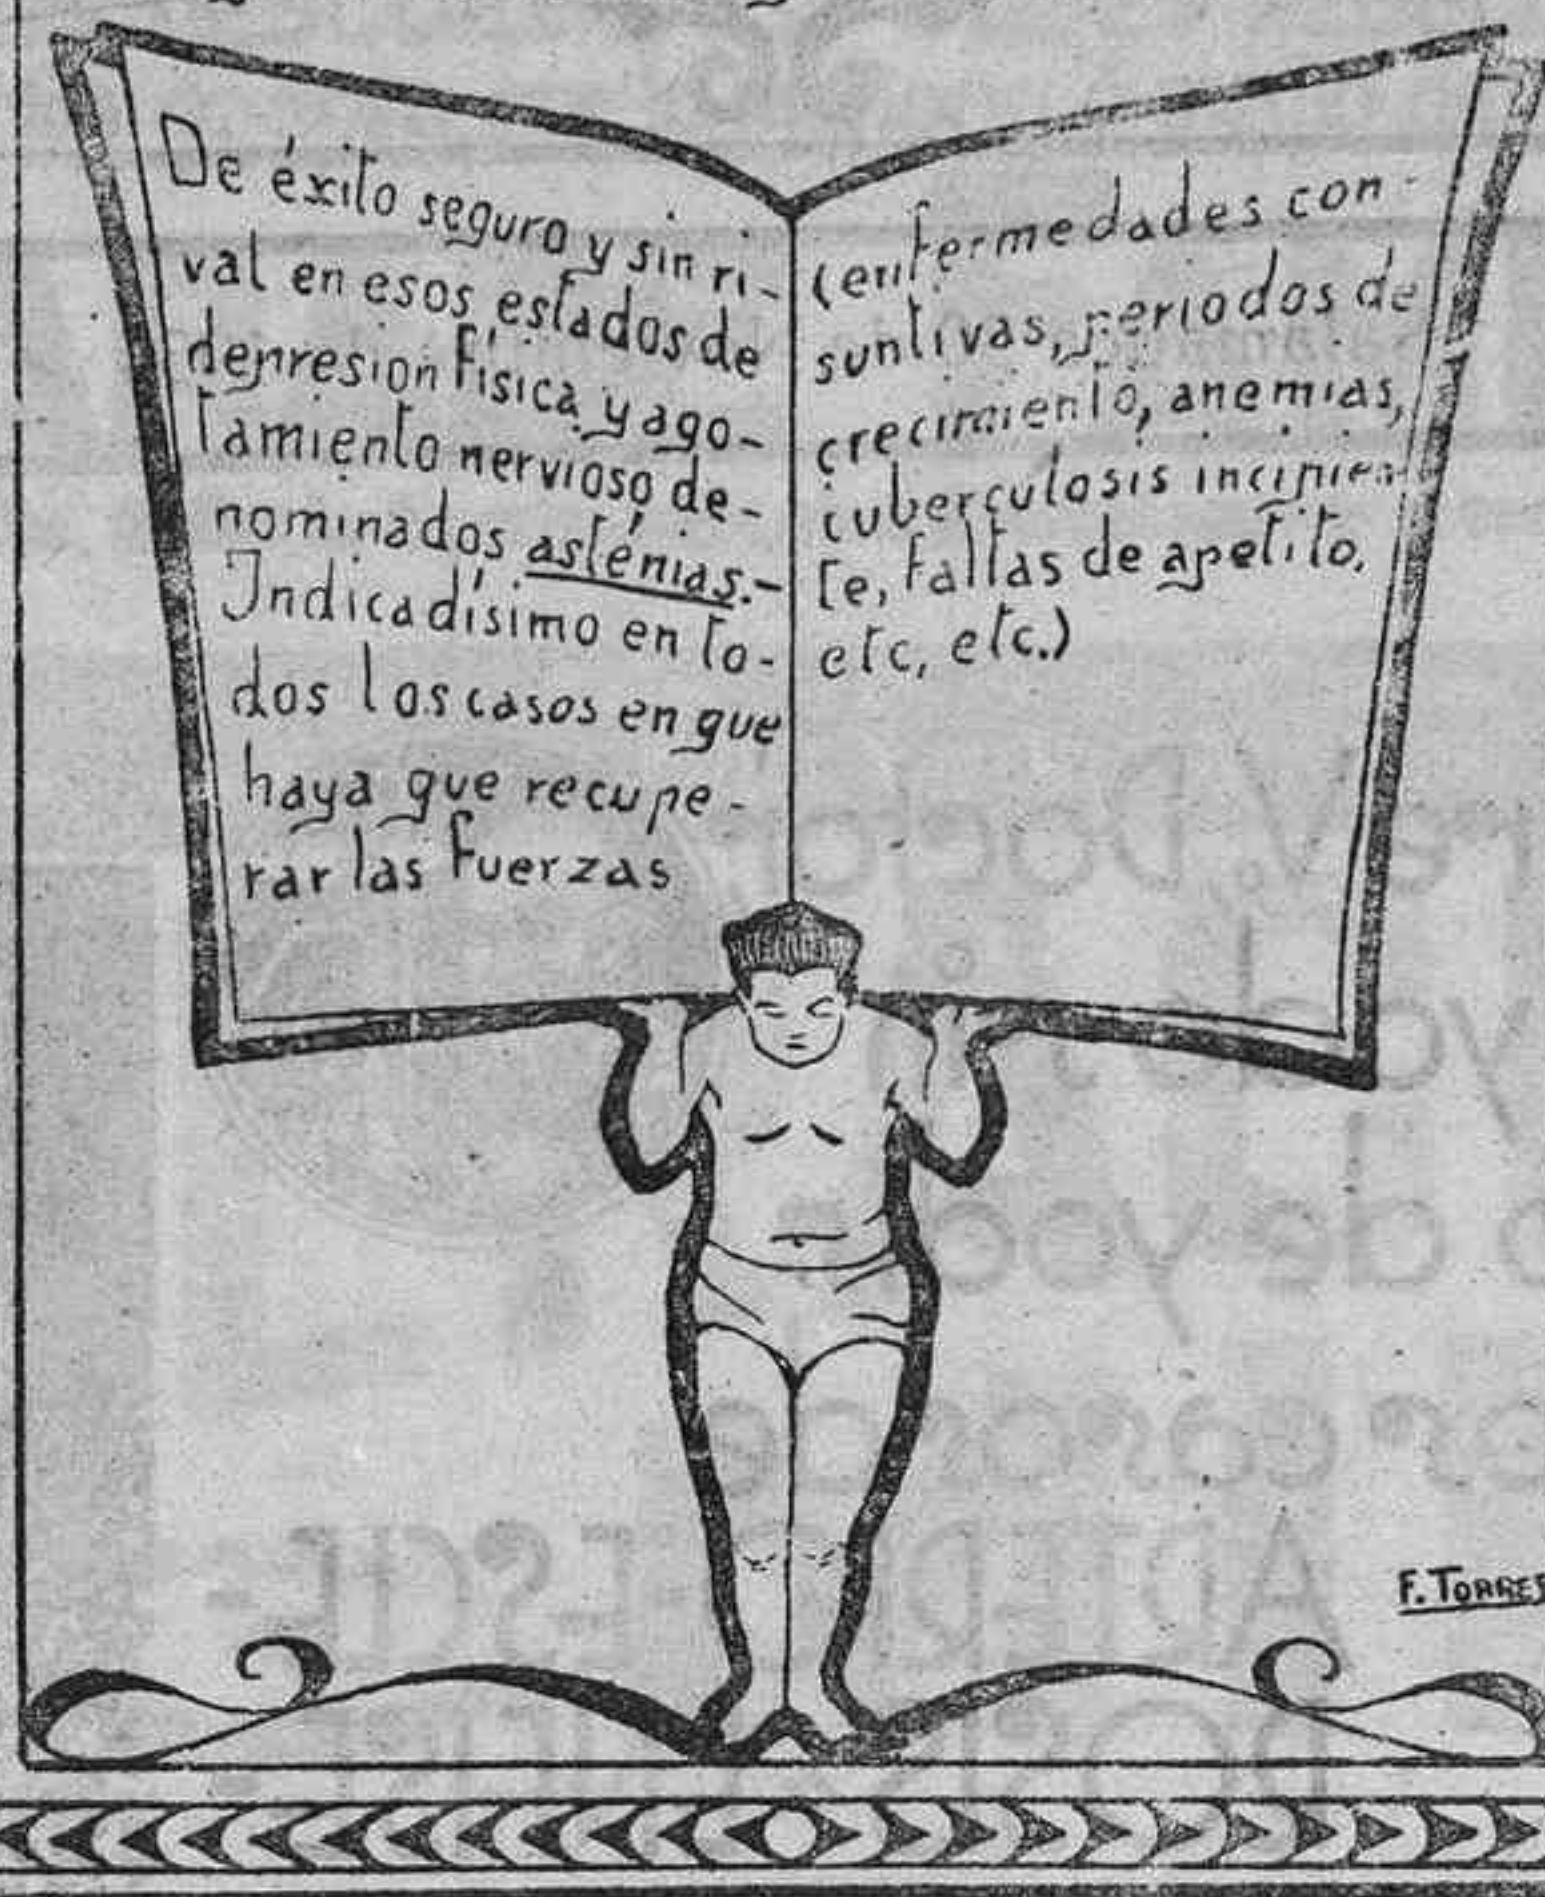 De éxito seguro y sin ri-
val en esos estados de
depresion física y ago-
tamiento nervioso de-
nominados asténias.-
Indicadísimo en to-
dos los casos en que
haya que recupe-
rar las fuerzas
(enfermedades con-
suntivas, periodos de
crecimiento, anemias,
tuberculosis incipien-
te, faltas de apetito,
etc, etc.)
F. TORRES